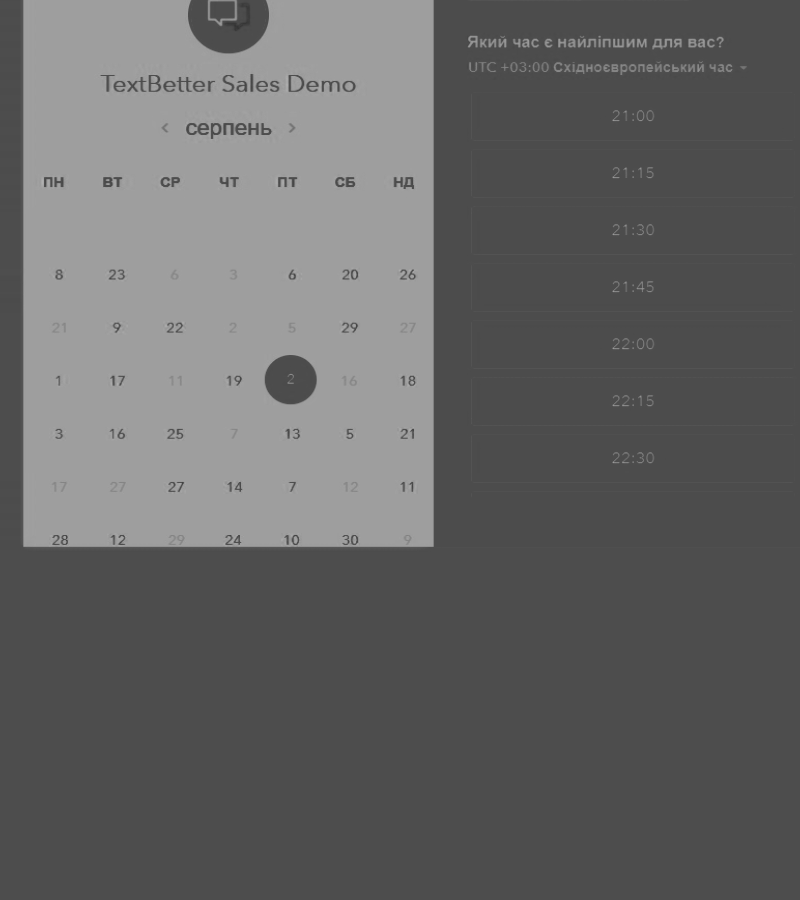 TextBetter Sales Demo
серпень
ПН ВТ СР ЧТ ПТ СБ НД
8 23 6 3 6 20 26
21 9 22 2 5 29 27
1 17 11 19 2 16 18
3 16 25 7 13 5 21
17 27 27 14 7 12 11
28 12 29 24 10 30 9
Який час є найліпшим для вас?
UTC +03:00 Східноєвропейський час
21:00
21:15
21:30
21:45
22:00
22:15
22:30